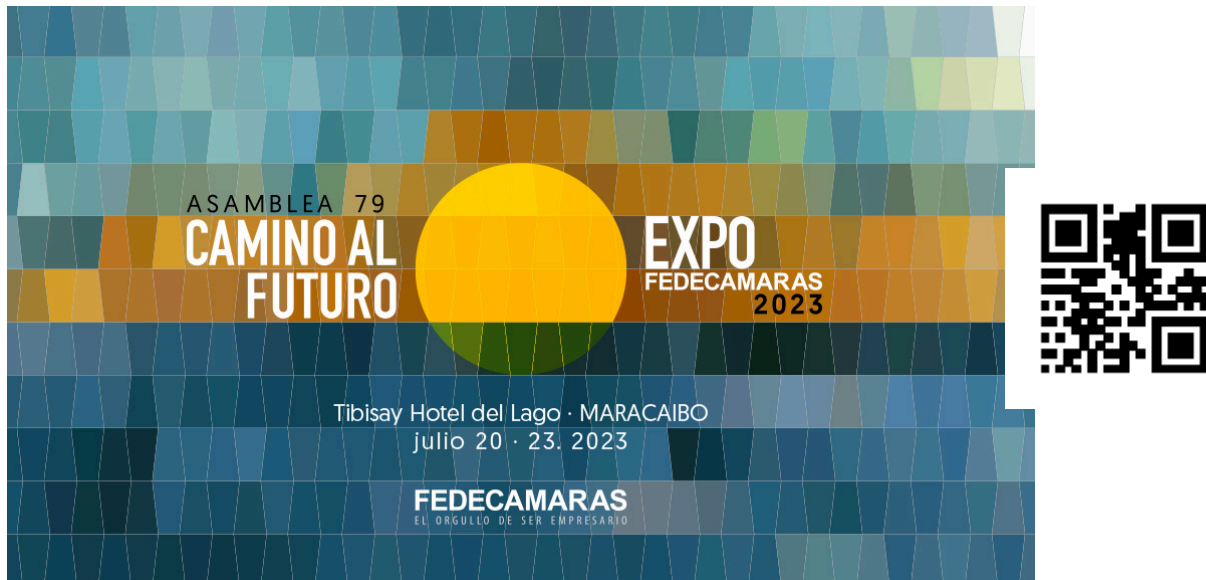 ASAMBLEA 79
CAMINO AL
FUTURO
EXPO
FEDECAMARAS
2023
Tibisay Hotel del Lago · MARACAIBO
julio 20 · 23. 2023
FEDECAMARAS
EL ORGULLO DE SER EMPRESARIO